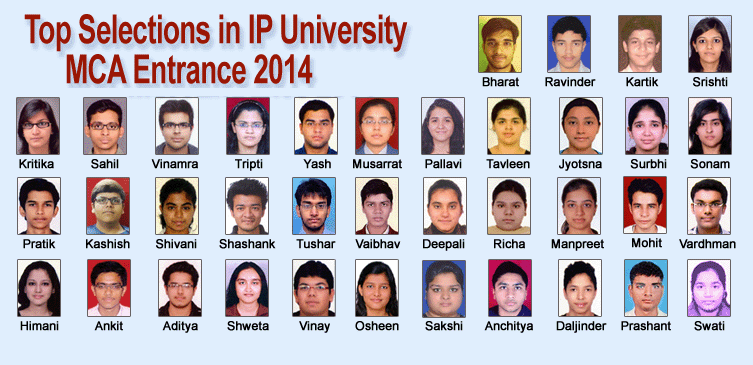 Top Selections in IP University
MCA Entrance 2014
Bharat Ravinder Kartik Srishti
Kritika Sahil Vinamra Tripti Yash Musarrat Pallavi Tavleen Jyotsna Surbhi Sonam
Pratik Kashish Shivani Shashank Tushar Vaibhav Deepali Richa Manpreet Mohit Vardhman
Himani Ankit Aditya Shweta Vinay Osheen Sakshi Anchitya Daljinder Prashant Swati